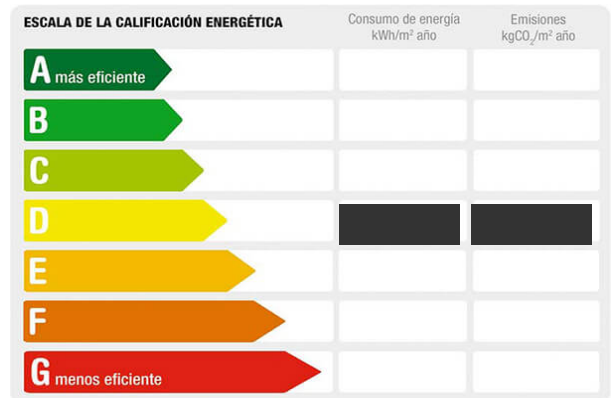 ESCALA DE LA CALIFICACIÓN ENERGÉTICA
Consumo de energía
kWh/m² año
Emisiones
kgCO₂/m² año
A más eficiente
B
C
D
E
F
G menos eficiente